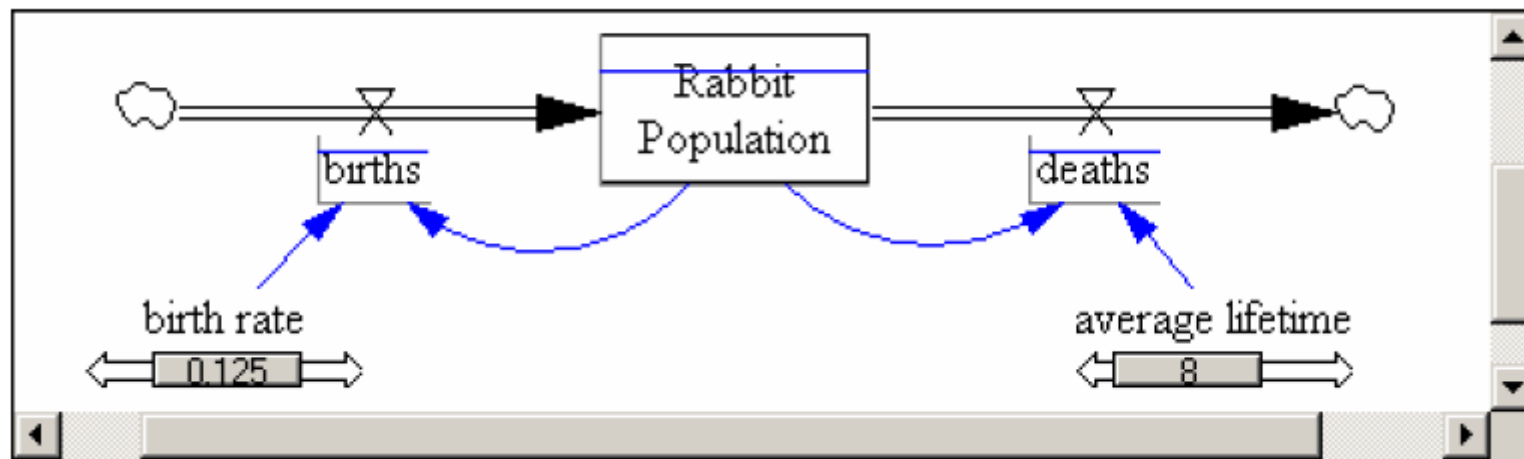 Rabbit
Population
births
deaths
birth rate
average lifetime
0.125
8